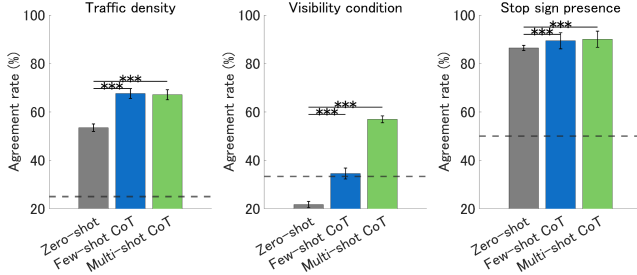 Traffic density
Agreement rate (%)
100
80
60
40
20
***
***
Zero-shot
Few-shot CoT
Multi-shot CoT
Visibility condition
Agreement rate (%)
100
80
60
40
20
***
***
Zero-shot
Few-shot CoT
Multi-shot CoT
Stop sign presence
Agreement rate (%)
100
80
60
40
20
***
***
Zero-shot
Few-shot CoT
Multi-shot CoT